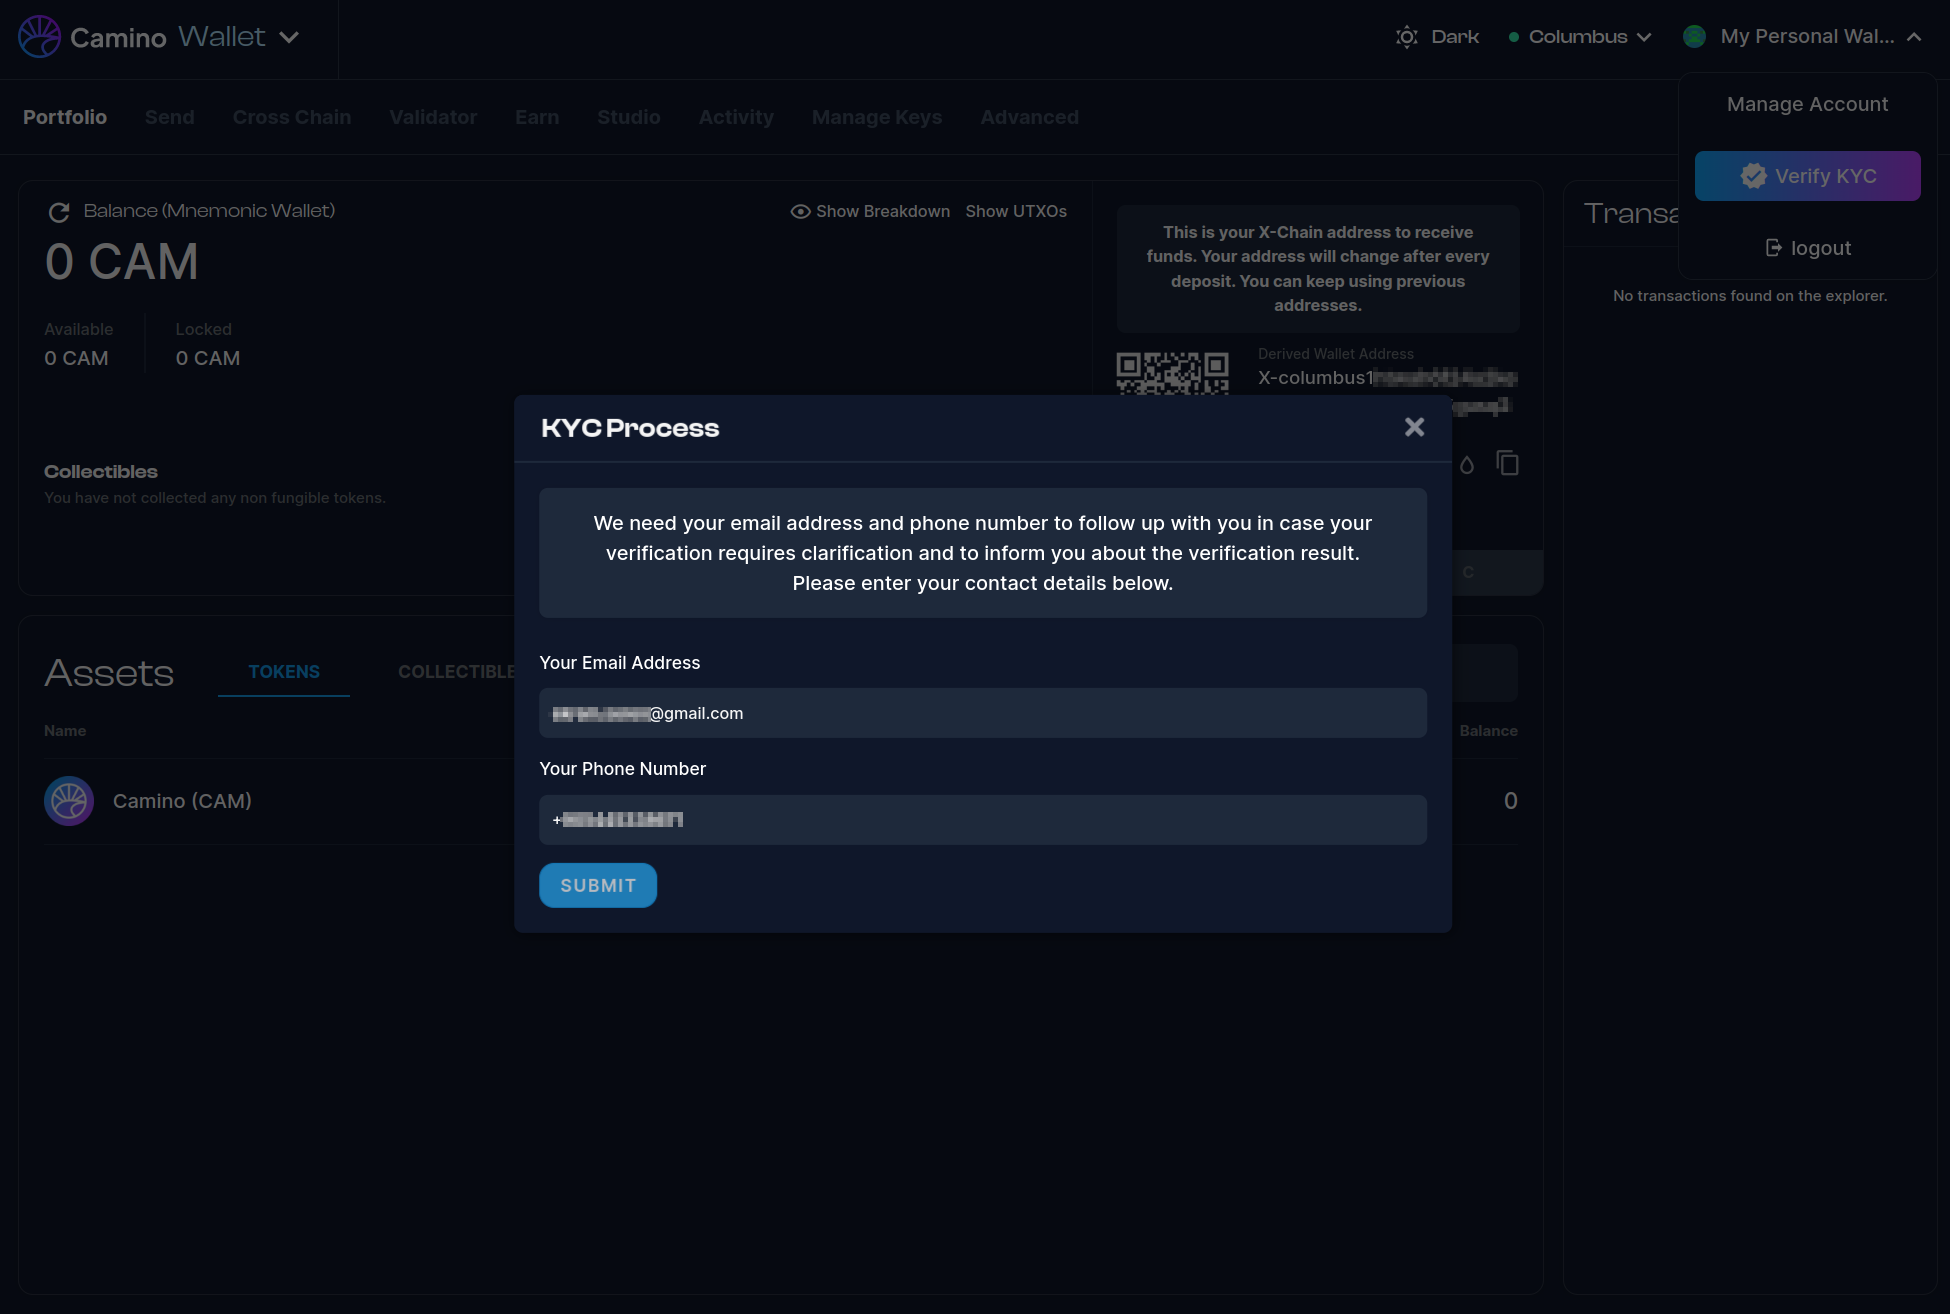 Camino Wallet
Dark
Columbus
My Personal Wal...
Portfolio
Send
Cross Chain
Validator
Earn
Studio
Activity
Manage Keys
Advanced
Manage Account
Verify KYC
logout
Balance (Mnemonic Wallet)
Show Breakdown
Show UTXOs
0 CAM
Available
0 CAM
Locked
0 CAM
Collectibles
You have not collected any non fungible tokens.
This is your X-Chain address to receive
funds. Your address will change after every
deposit. You can keep using previous
addresses.
Derived Wallet Address
X-columbus1
C
Transa
No transactions found on the explorer.
KYC Process
We need your email address and phone number to follow up with you in case your
verification requires clarification and to inform you about the verification result.
Please enter your contact details below.
Your Email Address
@gmail.com
Your Phone Number
+
SUBMIT
Assets
TOKENS
COLLECTIBLE
Name
Balance
Camino (CAM)
0